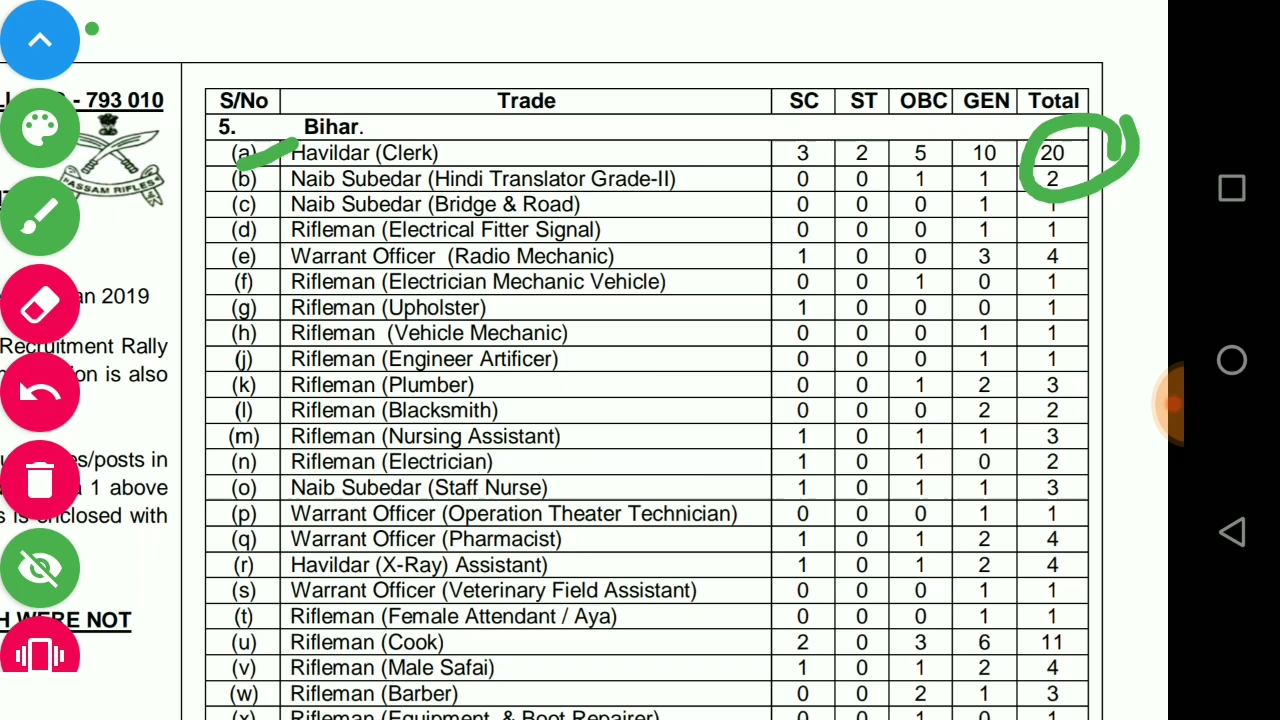 - 793 010
ASSAM RIFLES
an 2019
Recruitment Rally
on is also
es/posts in
1 above
s is enclosed with
H WERE NOT
S/No Trade SC ST OBC GEN Total
5. Bihar.
(a) Havildar (Clerk) 3 2 5 10 20
(b) Naib Subedar (Hindi Translator Grade-II) 0 0 1 1 2
(c) Naib Subedar (Bridge & Road) 0 0 0 1 1
(d) Rifleman (Electrical Fitter Signal) 0 0 0 1 1
(e) Warrant Officer (Radio Mechanic) 1 0 0 3 4
(f) Rifleman (Electrician Mechanic Vehicle) 0 0 1 0 1
(g) Rifleman (Upholster) 1 0 0 0 1
(h) Rifleman (Vehicle Mechanic) 0 0 0 1 1
(j) Rifleman (Engineer Artificer) 0 0 0 1 1
(k) Rifleman (Plumber) 0 0 1 2 3
(l) Rifleman (Blacksmith) 0 0 0 2 2
(m) Rifleman (Nursing Assistant) 1 0 1 1 3
(n) Rifleman (Electrician) 1 0 1 0 2
(o) Naib Subedar (Staff Nurse) 1 0 1 1 3
(p) Warrant Officer (Operation Theater Technician) 0 0 0 1 1
(q) Warrant Officer (Pharmacist) 1 0 1 2 4
(r) Havildar (X-Ray) Assistant) 1 0 1 2 4
(s) Warrant Officer (Veterinary Field Assistant) 0 0 0 1 1
(t) Rifleman (Female Attendant / Aya) 0 0 0 1 1
(u) Rifleman (Cook) 2 0 3 6 11
(v) Rifleman (Male Safai) 1 0 1 2 4
(w) Rifleman (Barber) 0 0 2 1 3
(x) Rifleman (Equipment & Boot Repairer) 0 0 1 0 1